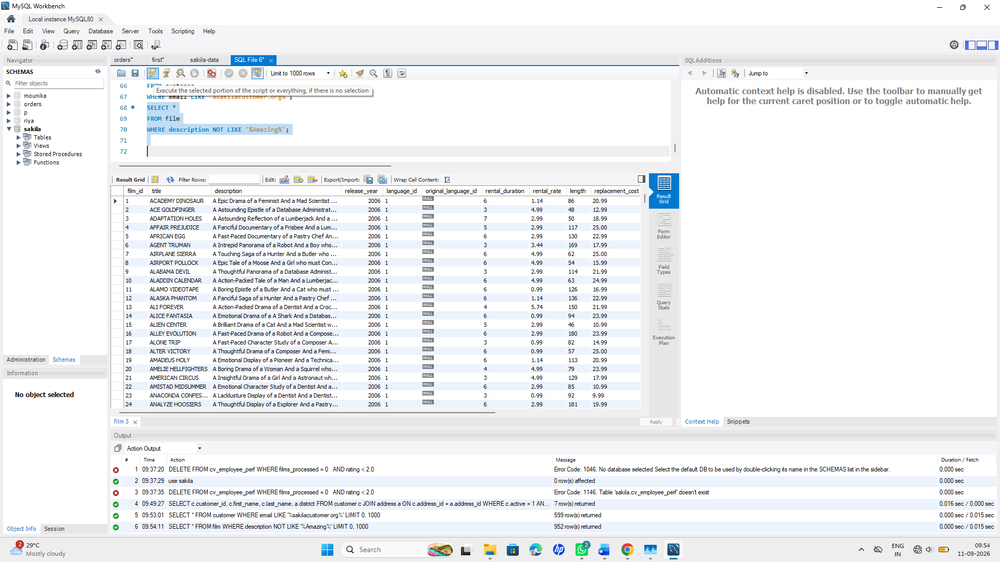 MySQL Workbench
Local instance MySQL80
File Edit View Query Database Server Tools Scripting Help
Navigator
SCHEMAS
Filter objects
mounika
orders
p
riya
sakila
Tables
Views
Stored Procedures
Functions
Administration Schemas
Information
No object selected
Object Info Session
orders* first* sakila-data SQL File 6*
Limit to 1000 rows
66 FROM customer
Execute the selected portion of the script or everything, if there is no selection
67 WHERE email LIKE '%sakilacustomer.org%';
68 SELECT *
69 FROM film
70 WHERE description NOT LIKE '%Amazing%';
71
72
Result Grid Filter Rows: Edit: Export/Import: Wrap Cell Content:
film_id title description release_year language_id original_language_id rental_duration rental_rate length replacement_cost
1 ACADEMY DINOSAUR A Epic Drama of a Feminist And a Mad Scientist ... 2006 1 NULL 6 1.14 86 20.99
2 ACE GOLDFINGER A Astounding Epistle of a Database Administrat... 2006 1 NULL 3 4.99 48 12.99
3 ADAPTATION HOLES A Astounding Reflection of a Lumberjack And a ... 2006 1 NULL 7 2.99 50 18.99
4 AFFAIR PREJUDICE A Fanciful Documentary of a Frisbee And a Lum... 2006 1 NULL 5 2.99 117 25.00
5 AFRICAN EGG A Fast-Paced Documentary of a Pastry Chef An... 2006 1 NULL 6 2.99 130 22.99
6 AGENT TRUMAN A Intrepid Panorama of a Robot And a Boy who... 2006 1 NULL 3 3.44 169 17.99
7 AIRPLANE SIERRA A Touching Saga of a Hunter And a Butler who ... 2006 1 NULL 6 4.99 62 25.00
8 AIRPORT POLLOCK A Epic Tale of a Moose And a Girl who must Con... 2006 1 NULL 6 4.99 54 15.99
9 ALABAMA DEVIL A Thoughtful Panorama of a Database Administ... 2006 1 NULL 3 2.99 114 21.99
10 ALADDIN CALENDAR A Action-Packed Tale of a Man And a Lumberjac... 2006 1 NULL 6 4.99 63 24.99
11 ALAMO VIDEOTAPE A Boring Epistle of a Butler And a Cat who must ... 2006 1 NULL 6 0.99 126 16.99
12 ALASKA PHANTOM A Fanciful Saga of a Hunter And a Pastry Chef ... 2006 1 NULL 6 1.14 136 22.99
13 ALI FOREVER A Action-Packed Drama of a Dentist And a Croc... 2006 1 NULL 4 5.74 150 21.99
14 ALICE FANTASIA A Emotional Drama of a A Shark And a Databas... 2006 1 NULL 6 0.99 94 23.99
15 ALIEN CENTER A Brilliant Drama of a Cat And a Mad Scientist w... 2006 1 NULL 5 2.99 46 10.99
16 ALLEY EVOLUTION A Fast-Paced Drama of a Robot And a Compose... 2006 1 NULL 6 2.99 180 23.99
17 ALONE TRIP A Fast-Paced Character Study of a Composer A... 2006 1 NULL 3 0.99 82 14.99
18 ALTER VICTORY A Thoughtful Drama of a Composer And a Femi... 2006 1 NULL 6 0.99 57 25.00
19 AMADEUS HOLY A Emotional Display of a Pioneer And a Technica... 2006 1 NULL 6 1.14 113 20.99
20 AMELIE HELLFIGHTERS A Boring Drama of a Woman And a Squirrel who... 2006 1 NULL 4 4.99 79 23.99
21 AMERICAN CIRCUS A Insightful Drama of a Girl And a Astronaut wh... 2006 1 NULL 3 4.99 129 17.99
22 AMISTAD MIDSUMMER A Emotional Character Study of a Dentist And a... 2006 1 NULL 6 2.99 85 10.99
23 ANACONDA CONFES... A Lacklusture Display of a Dentist And a Dentist... 2006 1 NULL 3 0.99 92 9.99
24 ANALYZE HOOSIERS A Thoughtful Display of a Explorer And a Pastry... 2006 1 NULL 6 2.99 181 19.99
Result Grid
Form Editor
Field Types
Query Stats
Execution Plan
film 3
Apply
SQLAdditions
Jump to
Automatic context help is disabled. Use the toolbar to manually get
help for the current caret position or to toggle automatic help.
Context Help Snippets
Output
Action Output
# Time Action Message Duration / Fetch
1 09:37:20 DELETE FROM cv_employee_perf WHERE films_processed = 0 AND rating < 2.0 Error Code: 1046. No database selected Select the default DB to be used by double-clicking its name in the SCHEMAS list in the sidebar. 0.000 sec
2 09:37:29 use sakila 0 row(s) affected 0.000 sec
3 09:37:35 DELETE FROM cv_employee_perf WHERE films_processed = 0 AND rating < 2.0 Error Code: 1146. Table 'sakila.cv_employee_perf' doesn't exist 0.000 sec
4 09:49:27 SELECT c.customer_id, c.first_name, c.last_name, a.district FROM customer c JOIN address a ON c.address_id = a.address_id WHERE c.active = 1 AN... 7 row(s) returned 0.016 sec / 0.000 sec
5 09:53:01 SELECT * FROM customer WHERE email LIKE '%sakilacustomer.org%' LIMIT 0, 1000 599 row(s) returned 0.000 sec / 0.015 sec
6 09:54:11 SELECT * FROM film WHERE description NOT LIKE '%Amazing%' LIMIT 0, 1000 952 row(s) returned 0.000 sec / 0.015 sec
2
29°C
Mostly cloudy
Search
2
ENG
IN
09:54
11-09-2026